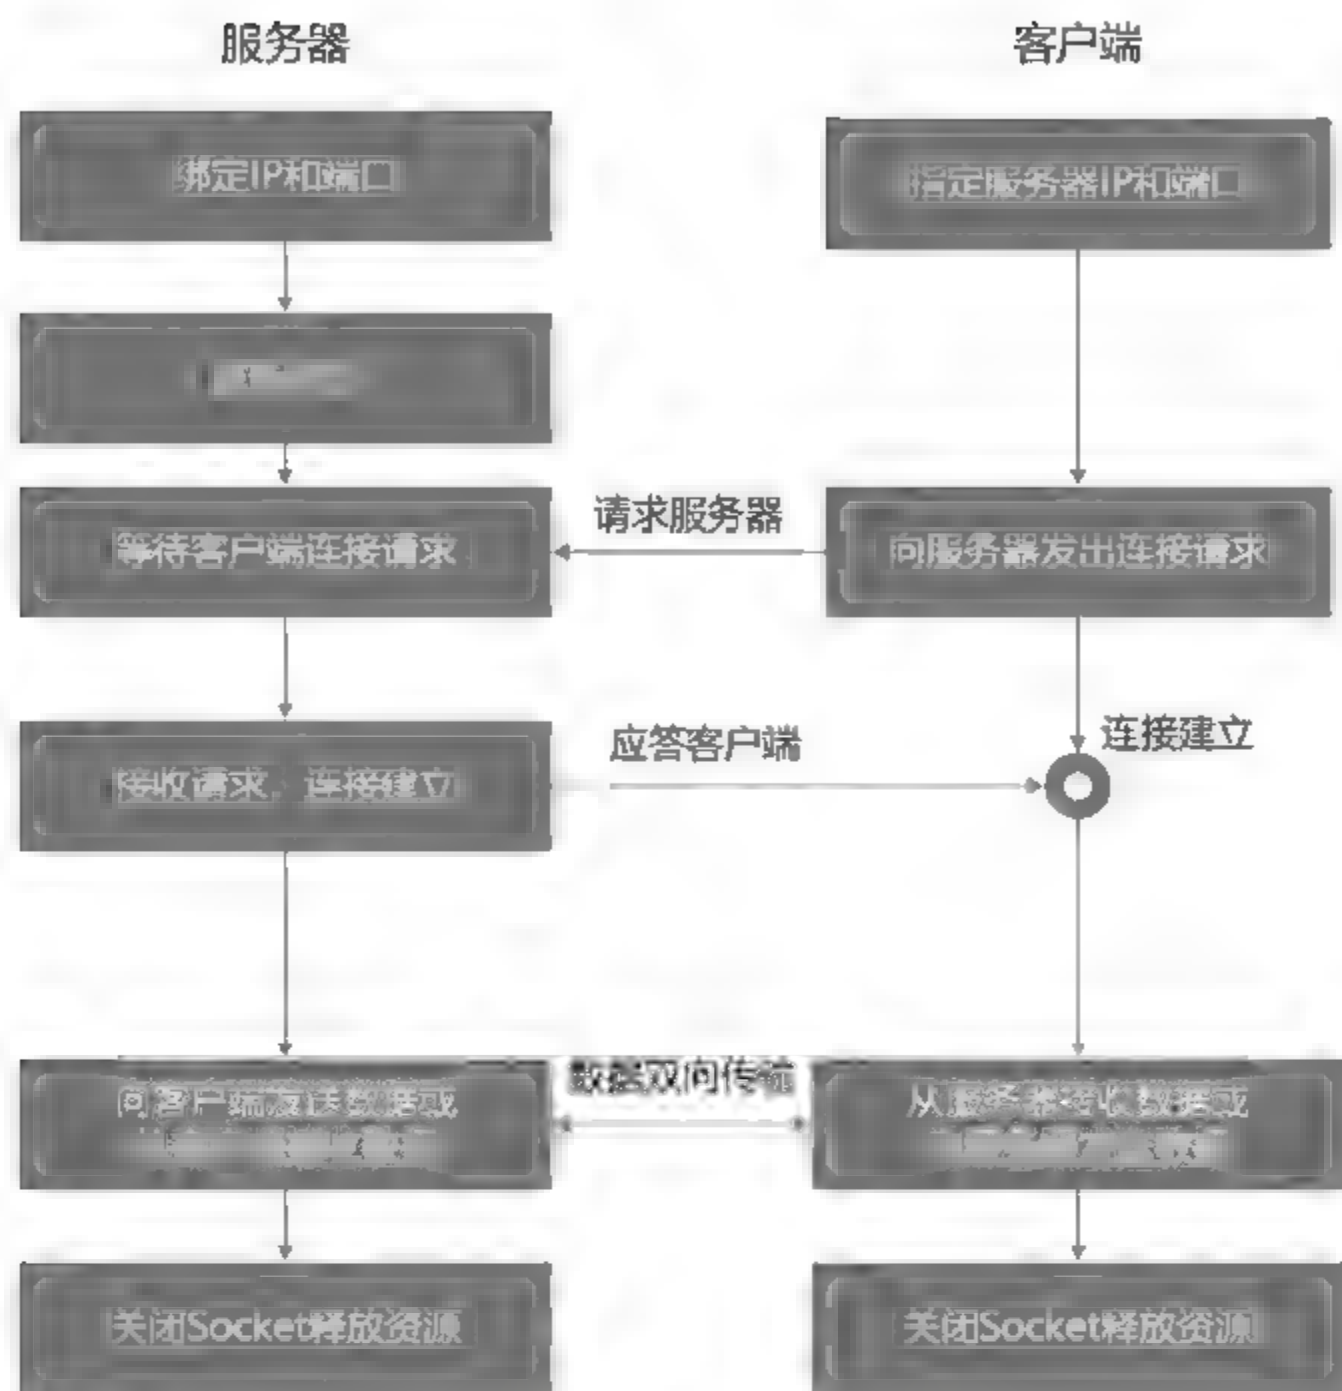 服务器
客户端
绑定IP和端口
指定服务器IP和端口
等待客户端连接请求
请求服务器
向服务器发出连接请求
接收请求，连接建立
应答客户端
连接建立
向客户端发送数据或
数据双向传
从服务器接收数据或
关闭Socket释放资源
关闭Socket释放资源